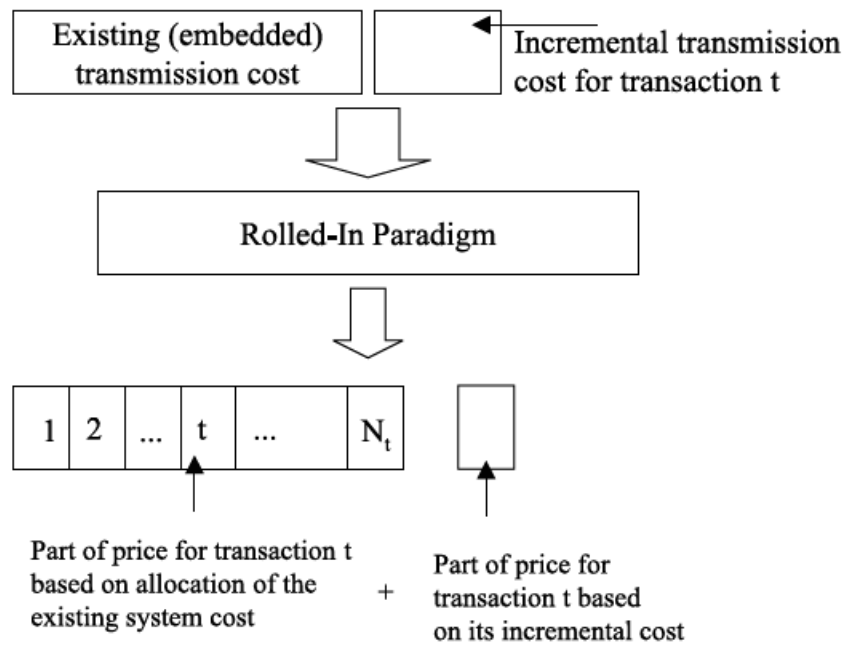 Existing (embedded)
transmission cost
Incremental transmission
cost for transaction t
Rolled-In Paradigm
1 2 ... t ... Nt
Part of price for transaction t
based on allocation of the
existing system cost
+
Part of price for
transaction t based
on its incremental cost